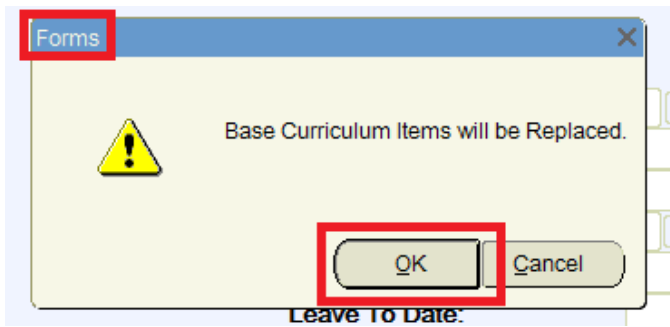 Forms
Base Curriculum Items will be Replaced.
OK Cancel
Leave To Date: